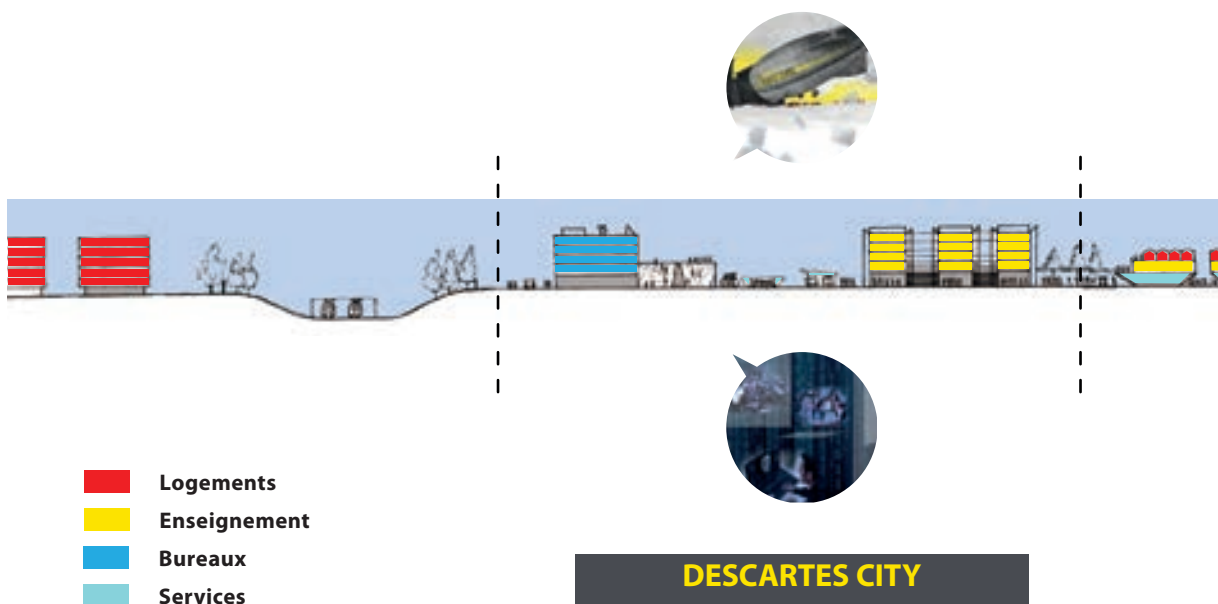 Logements
Enseignement
Bureaux
Services
DESCARTES CITY